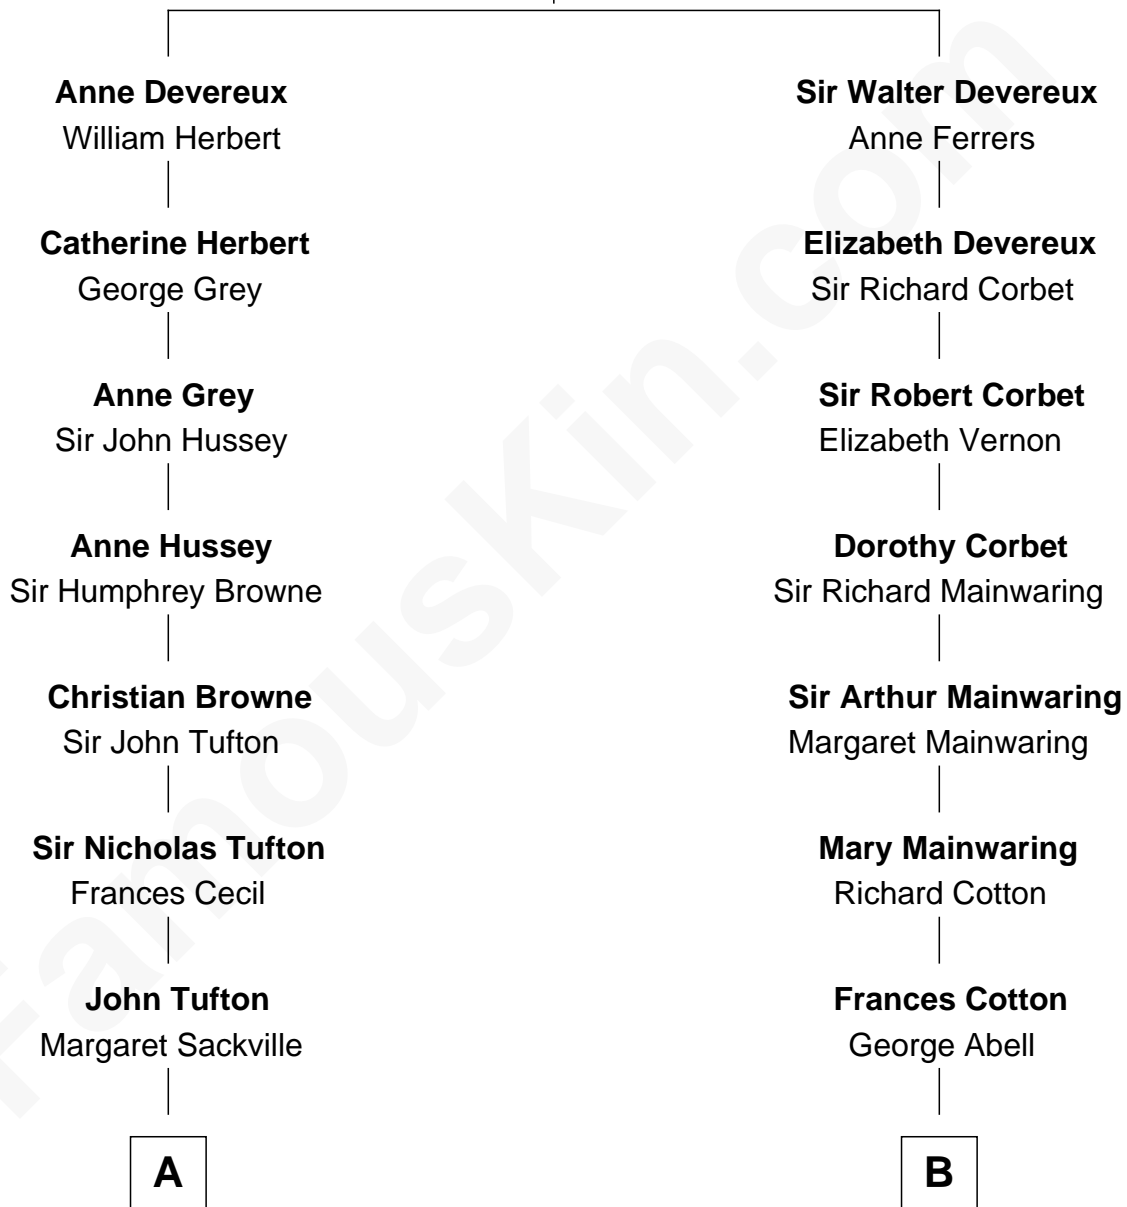 Anne Devereux
William Herbert
Catherine Herbert
George Grey
Anne Grey
Sir John Hussey
Anne Hussey
Sir Humphrey Browne
Christian Browne
Sir John Tufton
Sir Nicholas Tufton
Frances Cecil
John Tufton
Margaret Sackville
A
Sir Walter Devereux
Anne Ferrers
Elizabeth Devereux
Sir Richard Corbet
Sir Robert Corbet
Elizabeth Vernon
Dorothy Corbet
Sir Richard Mainwaring
Sir Arthur Mainwaring
Margaret Mainwaring
Mary Mainwaring
Richard Cotton
Frances Cotton
George Abell
B
FamousKin.com